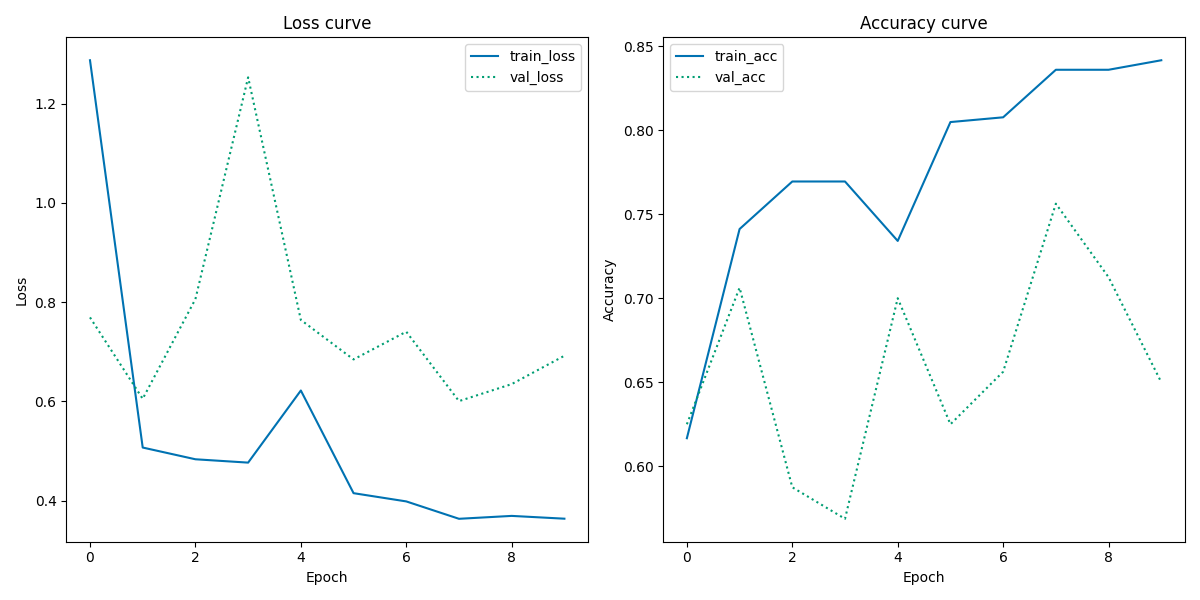 Loss curve
train_loss
val_loss
1.2
1.0
0.8
0.6
0.4
Loss
0 2 4 6 8
Epoch
Accuracy curve
train_acc
val_acc
0.85
0.80
0.75
0.70
0.65
0.60
Accuracy
0 2 4 6 8
Epoch